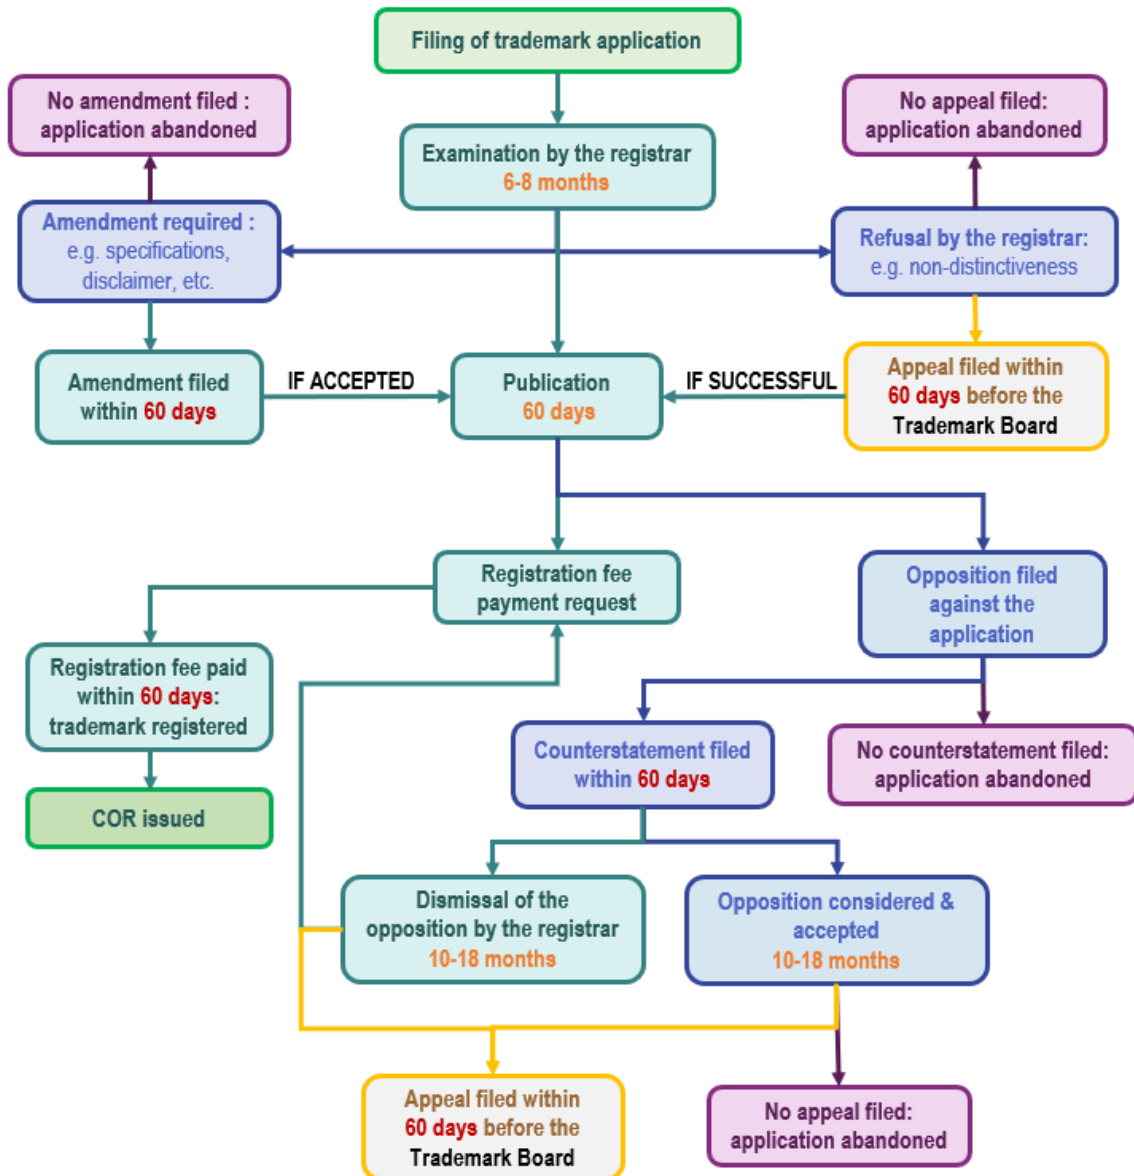 Filing of trademark application
No amendment filed :
application abandoned
No appeal filed:
application abandoned
Examination by the registrar
6-8 months
Amendment required :
e.g. specifications,
disclaimer, etc.
Refusal by the registrar:
e.g. non-distinctiveness
Amendment filed
within 60 days
IF ACCEPTED
Publication
60 days
IF SUCCESSFUL
Appeal filed within
60 days before the
Trademark Board
Registration fee
payment request
Opposition filed
against the
application
Registration fee paid
within 60 days:
trademark registered
Counterstatement filed
within 60 days
No counterstatement filed:
application abandoned
COR issued
Dismissal of the
opposition by the registrar
10-18 months
Opposition considered &
accepted
10-18 months
Appeal filed within
60 days before the
Trademark Board
No appeal filed:
application abandoned